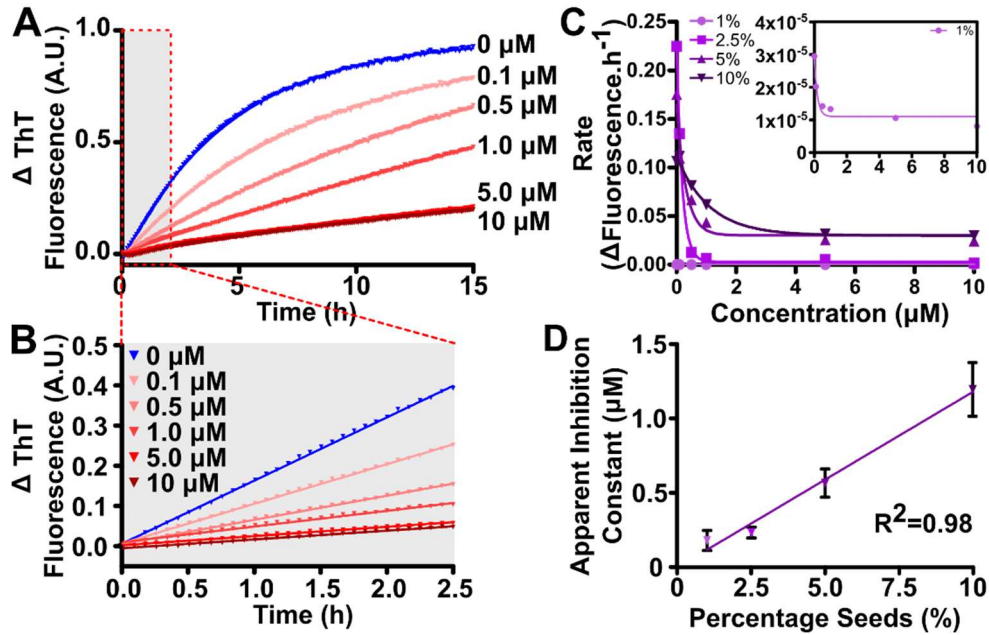 A
Δ ThT
Fluorescence (A.U.)
1.0
0.5
0.0
0
5
10
15
Time (h)
0 µM
0.1 µM
0.5 µM
1.0 µM
5.0 µM
10 µM
B
Δ ThT
Fluorescence (A.U.)
0.5
0.4
0.3
0.2
0.1
0.0
0.0
0.5
1.0
1.5
2.0
2.5
Time (h)
0 µM
0.1 µM
0.5 µM
1.0 µM
5.0 µM
10 µM
C
Rate
(ΔFluorescence.h-1)
0.25
0.20
0.15
0.10
0.05
0.00
0
2
4
6
8
10
Concentration (µM)
1%
2.5%
5%
10%
4x10-5
3x10-5
2x10-5
1x10-5
0
2
4
6
8
10
1%
D
Apparent Inhibition
Constant (µM)
1.5
1.0
0.5
0
0
2.5
5.0
7.5
10
Percentage Seeds (%)
R2=0.98